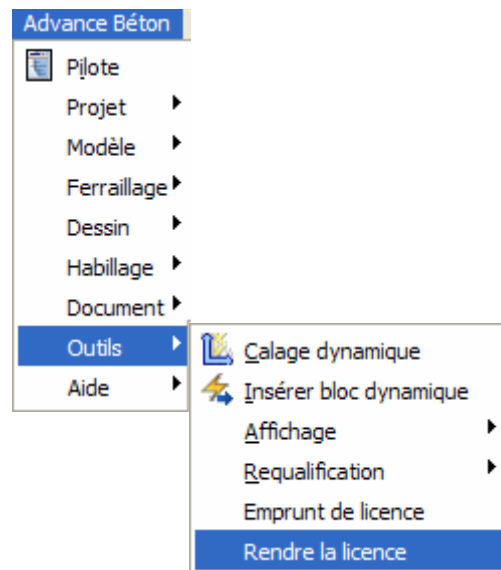 Advance Béton
Pilote
Projet
Modèle
Ferraillage
Dessin
Habillage
Document
Outils
Aide
Calage dynamique
Insérer bloc dynamique
Affichage
Requalification
Emprunt de licence
Rendre la licence